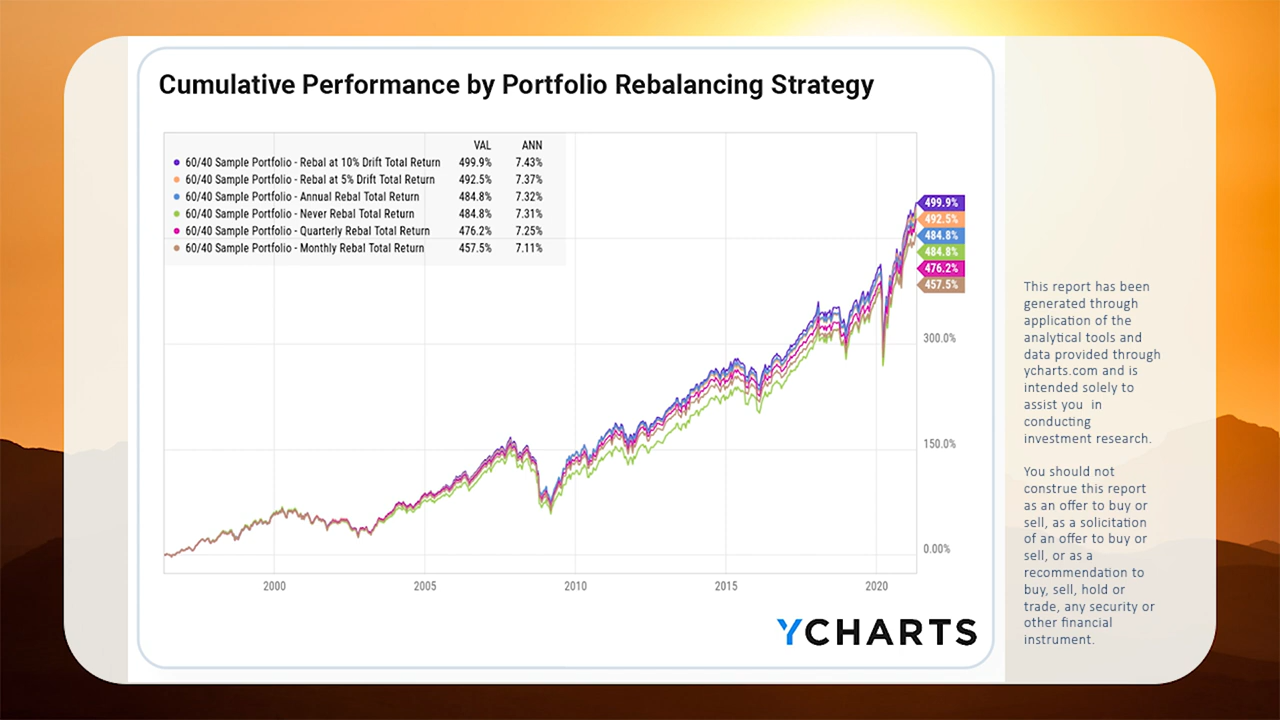 Cumulative Performance by Portfolio Rebalancing Strategy
VAL ANN
60/40 Sample Portfolio - Rebal at 10% Drift Total Return 499.9% 7.43%
60/40 Sample Portfolio - Rebal at 5% Drift Total Return 492.5% 7.37%
60/40 Sample Portfolio - Annual Rebal Total Return 484.8% 7.32%
60/40 Sample Portfolio - Never Rebal Total Return 484.8% 7.31%
60/40 Sample Portfolio - Quarterly Rebal Total Return 476.2% 7.25%
60/40 Sample Portfolio - Monthly Rebal Total Return 457.5% 7.11%
499.9%
492.5%
484.8%
484.8%
476.2%
457.5%
300.0%
150.0%
0.00%
2000 2005 2010 2015 2020
YCHARTS
This report has been
generated through
application of the
analytical tools and
data provided through
ycharts.com and is
intended solely to
assist you in
conducting
investment research.
You should not
construe this report
as an offer to buy or
sell, as a solicitation
of an offer to buy or
sell, or as a
recommendation to
buy, sell, hold or
trade, any security or
other financial
instrument.